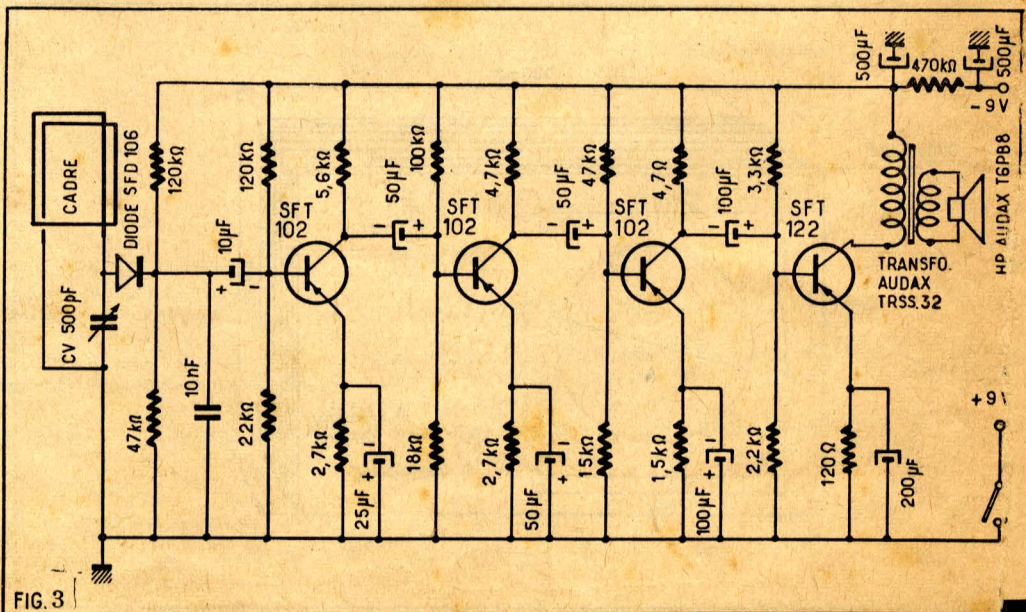 CADRE
DIODE SFD 106
CV 500pF
120kΩ
47kΩ
10nF
10µF
+
-
120kΩ
22kΩ
SFT
102
5,6kΩ
2,7kΩ
25µF
+
-
50µF
-
+
100kΩ
18kΩ
SFT
102
4,7kΩ
2,7kΩ
50µF
+
-
50µF
-
+
47kΩ
15kΩ
SFT
102
4,7Ω
1,5kΩ
100µF
+
-
100µF
-
+
3,3kΩ
2,2kΩ
SFT
122
120Ω
200µF
500µF
470kΩ
500µF
-9V
TRANSFO.
AUDAX
TRSS.32
HP AUDAX T6PB8
+9
FIG. 3